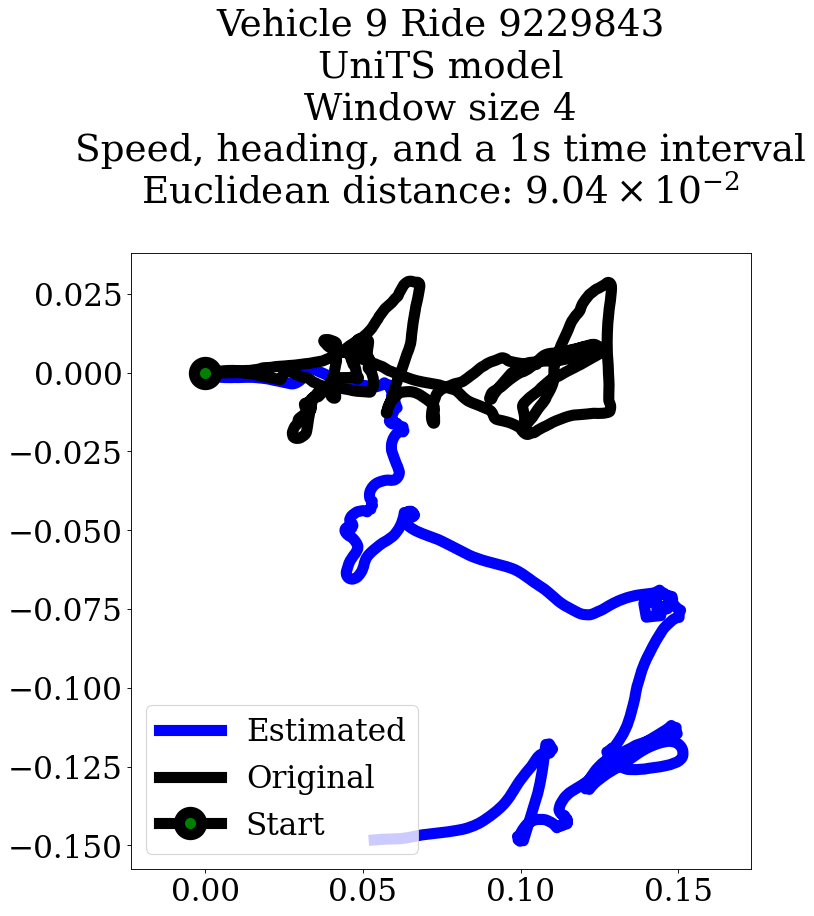 Vehicle 9 Ride 9229843
UniTS model
Window size 4
Speed, heading, and a 1s time interval
Euclidean distance: 9.04 × 10⁻²
0.025
0.000
−0.025
−0.050
−0.075
−0.100
−0.125
−0.150
Estimated
Original
Start
0.00 0.05 0.10 0.15